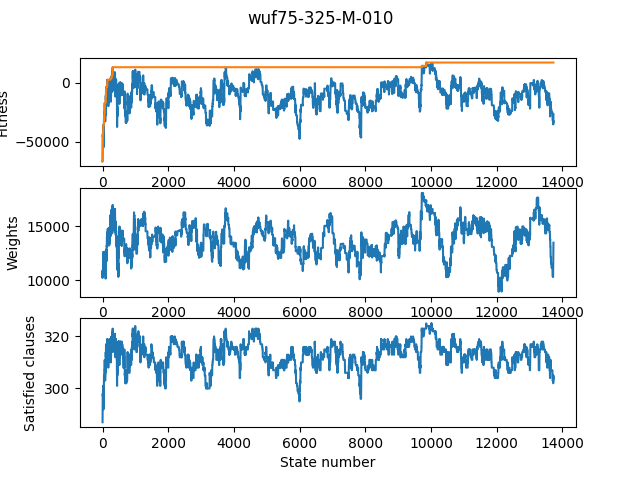 wuf75-325-M-010
Fitness
0
−50000
0 2000 4000 6000 8000 10000 12000 14000
Weights
15000
10000
0 2000 4000 6000 8000 10000 12000 14000
Satisfied clauses
320
300
0 2000 4000 6000 8000 10000 12000 14000
State number